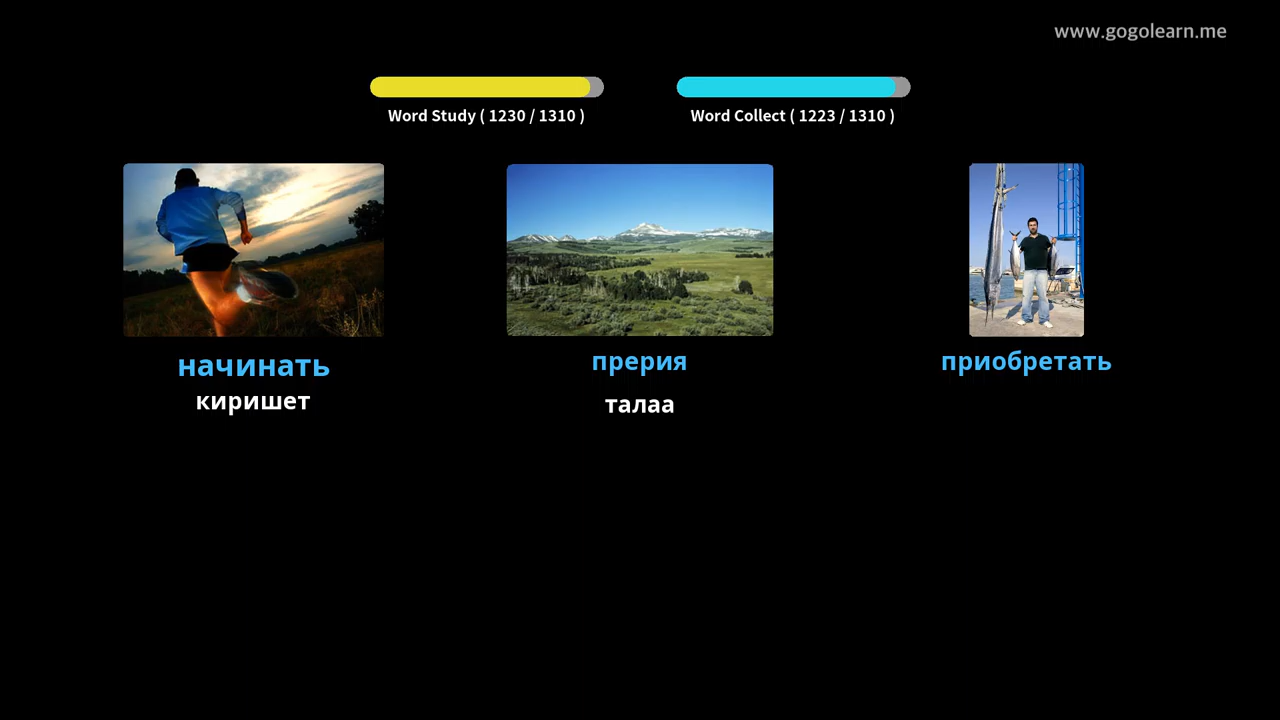 www.gogolearn.me
Word Study ( 1230 / 1310 )
Word Collect ( 1223 / 1310 )
начинать
киришет
прерия
талаа
приобретать